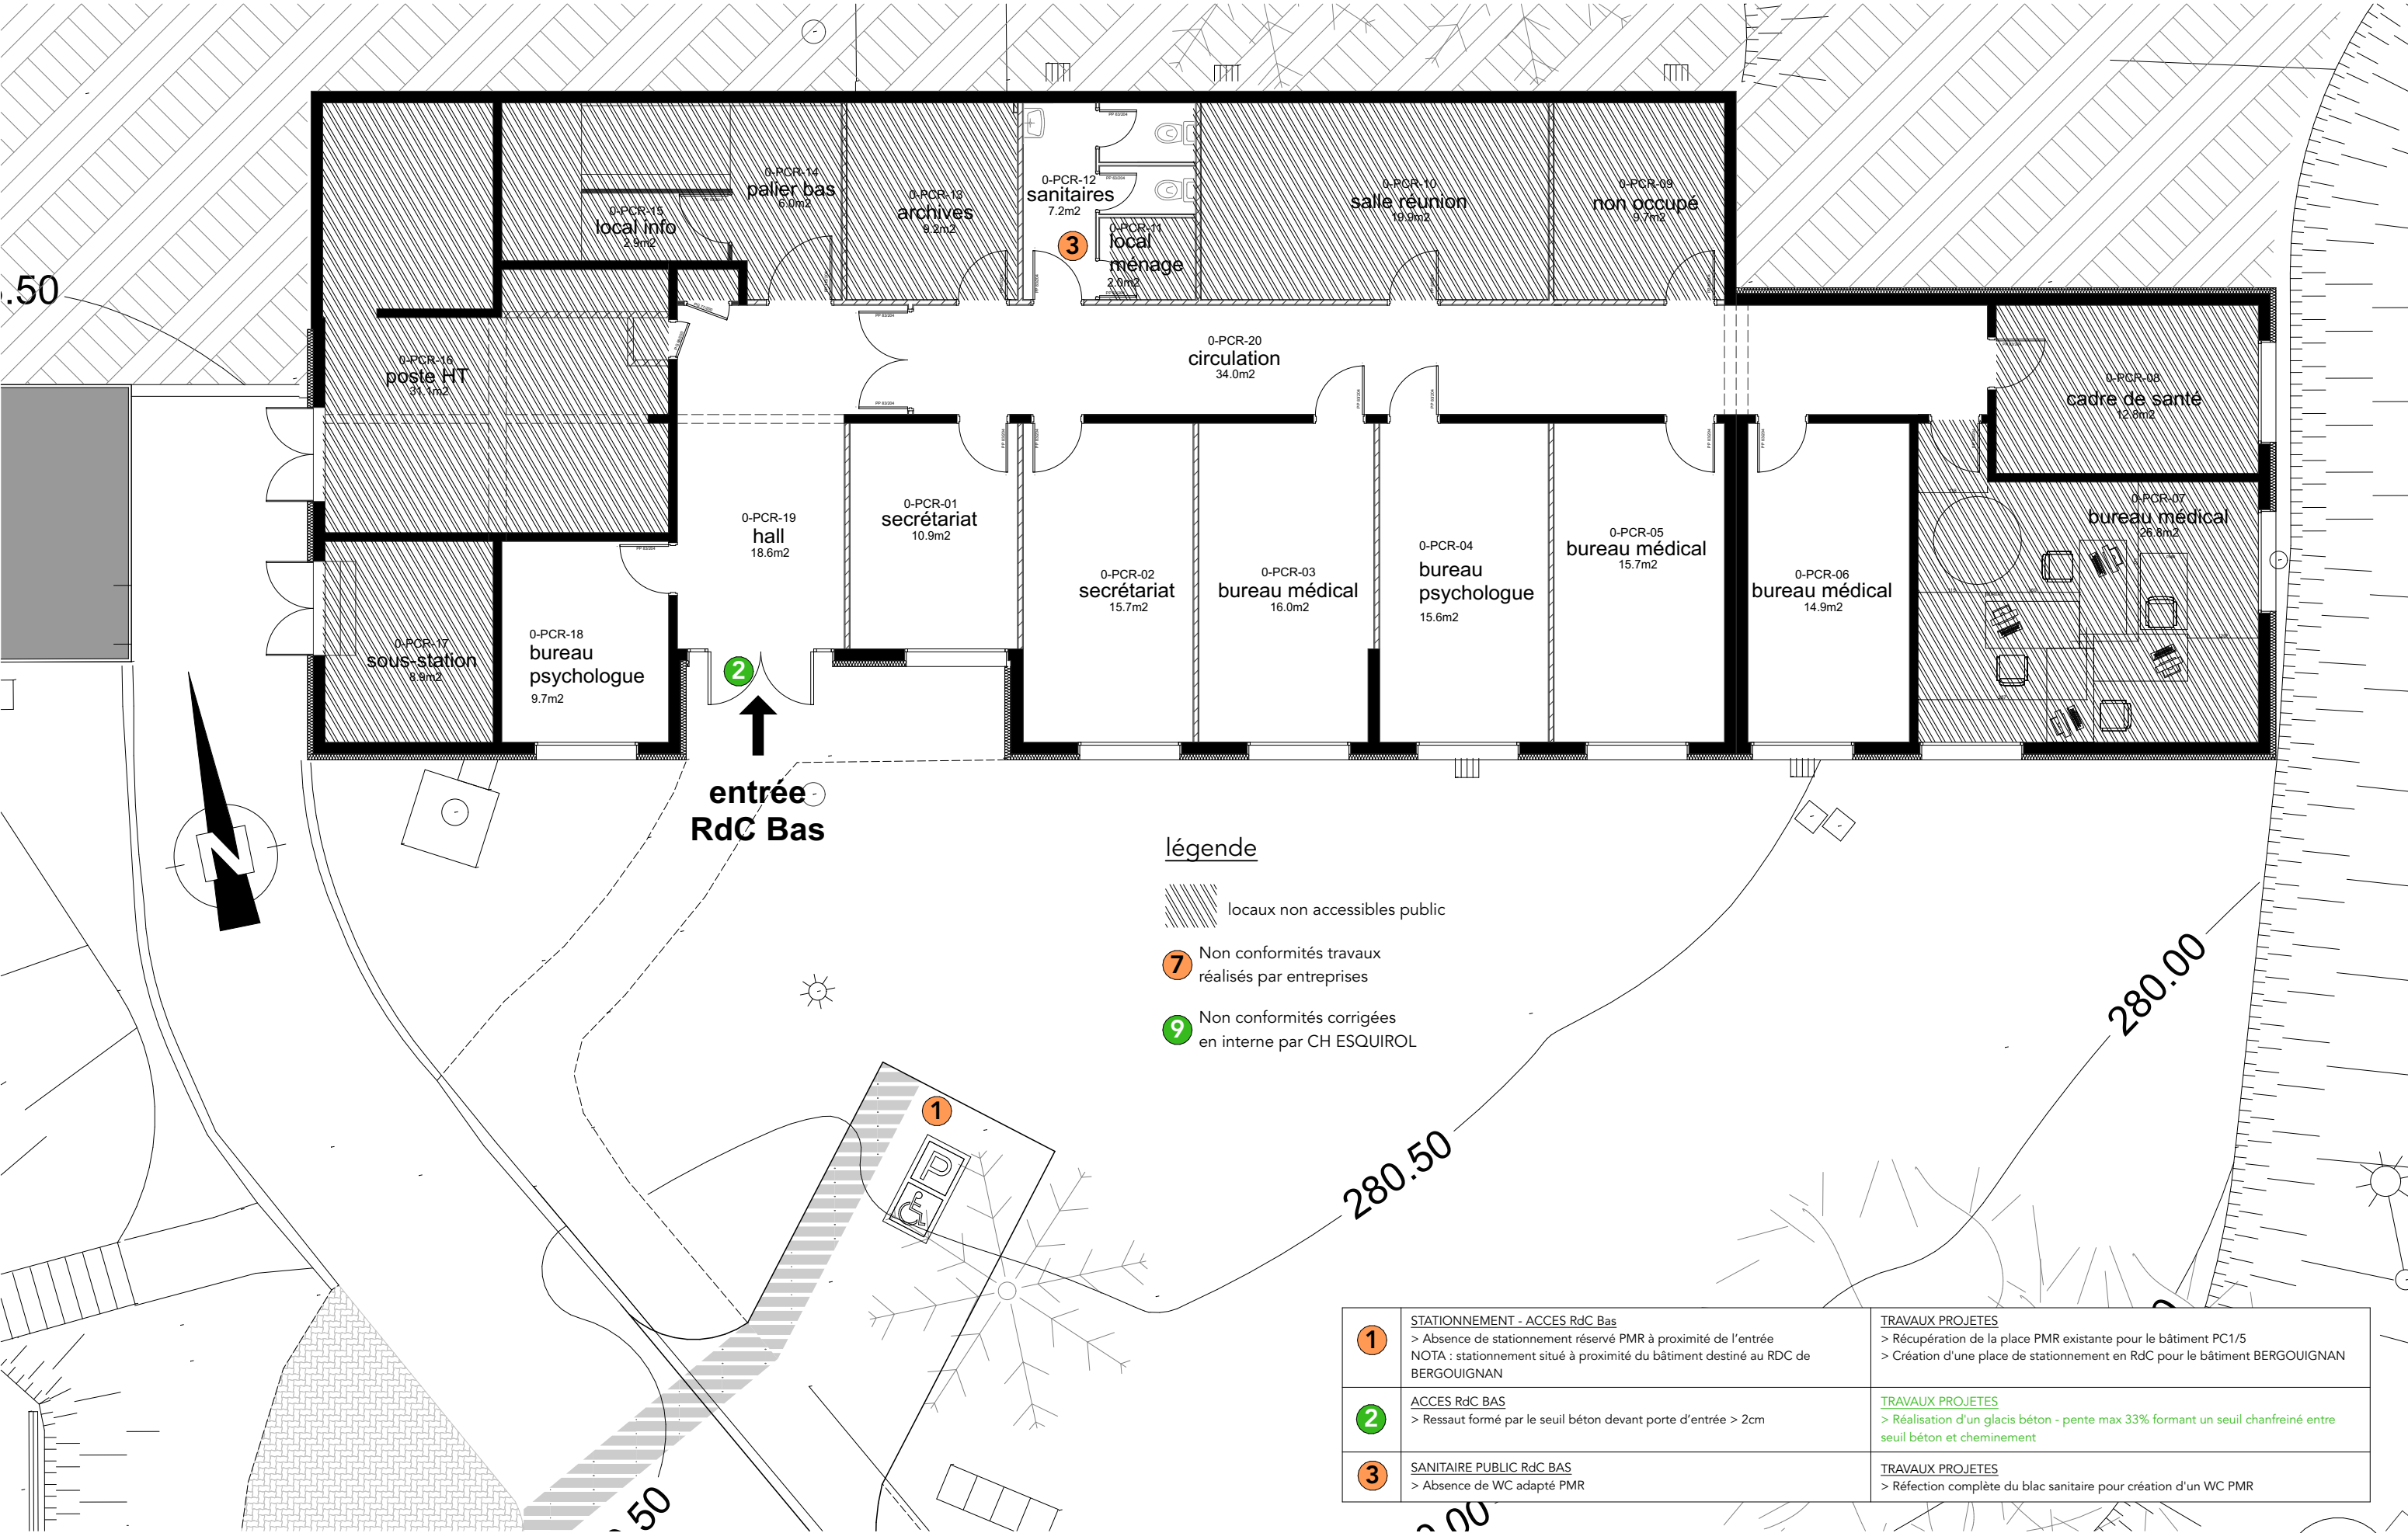 .50
0-PCR-14
palier bas
6.0m2
0-PCR-15
local info
2.9m2
0-PCR-13
archives
9.2m2
0-PCR-12
sanitaires
7.2m2
3
0-PCR-11
local
ménage
2.0m2
0-PCR-10
salle réunion
19.9m2
0-PCR-09
non occupé
9.7m2
0-PCR-16
poste HT
31.1m2
0-PCR-20
circulation
34.0m2
0-PCR-08
cadre de santé
12.8m2
0-PCR-19
hall
18.6m2
0-PCR-01
secrétariat
10.9m2
0-PCR-02
secrétariat
15.7m2
0-PCR-03
bureau médical
16.0m2
0-PCR-04
bureau
psychologue
15.6m2
0-PCR-05
bureau médical
15.7m2
0-PCR-06
bureau médical
14.9m2
0-PCR-07
bureau médical
26.8m2
0-PCR-17
sous-station
8.9m2
0-PCR-18
bureau
psychologue
9.7m2
2
entrée
RdC Bas
N
légende
locaux non accessibles public
7 Non conformités travaux
réalisés par entreprises
9 Non conformités corrigées
en interne par CH ESQUIROL
1
P
280.50
280.00
1
STATIONNEMENT - ACCES RdC Bas
> Absence de stationnement réservé PMR à proximité de l'entrée
NOTA : stationnement situé à proximité du bâtiment destiné au RDC de
BERGOUIGNAN
TRAVAUX PROJETES
> Récupération de la place PMR existante pour le bâtiment PC1/5
> Création d'une place de stationnement en RdC pour le bâtiment BERGOUIGNAN
2
ACCES RdC BAS
> Ressaut formé par le seuil béton devant porte d'entrée > 2cm
TRAVAUX PROJETES
> Réalisation d'un glacis béton - pente max 33% formant un seuil chanfreiné entre
seuil béton et cheminement
3
SANITAIRE PUBLIC RdC BAS
> Absence de WC adapté PMR
TRAVAUX PROJETES
> Réfection complète du blac sanitaire pour création d'un WC PMR
.50
.00